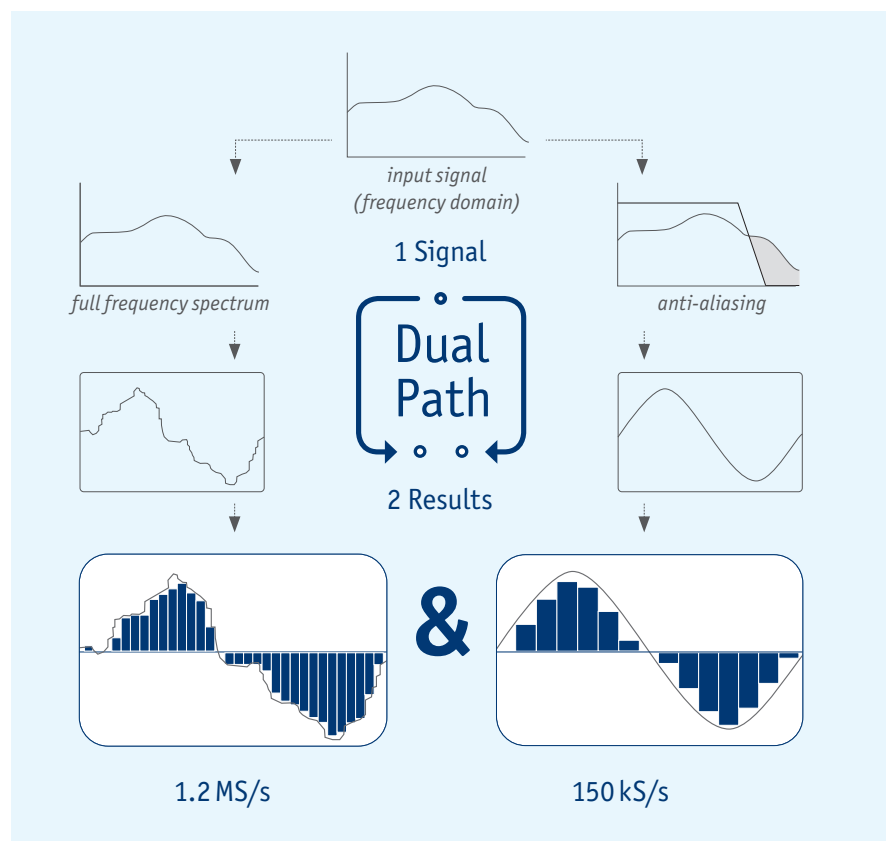 input signal
(frequency domain)
full frequency spectrum
1 Signal
anti-aliasing
Dual
Path
2 Results
&
1.2 MS/s
150 kS/s